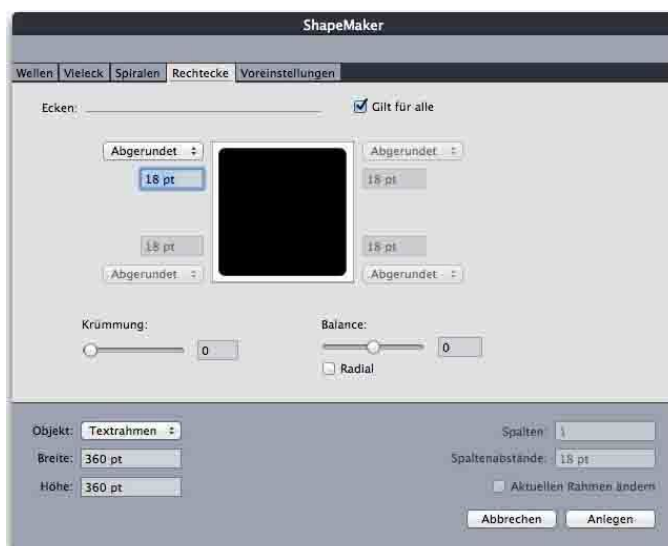 ShapeMaker
Wellen Vieleck Spiralen Rechtecke Voreinstellungen
Ecken: Gilt für alle
Abgerundet Abgerundet
18 pt 18 pt
18 pt 18 pt
Abgerundet Abgerundet
Krümmung: Balance:
0 0
Radial
Objekt: Textrahmen Spalten: 1
Breite: 360 pt Spaltenabstände: 18 pt
Höhe: 360 pt Aktuellen Rahmen ändern
Abbrechen Anlegen